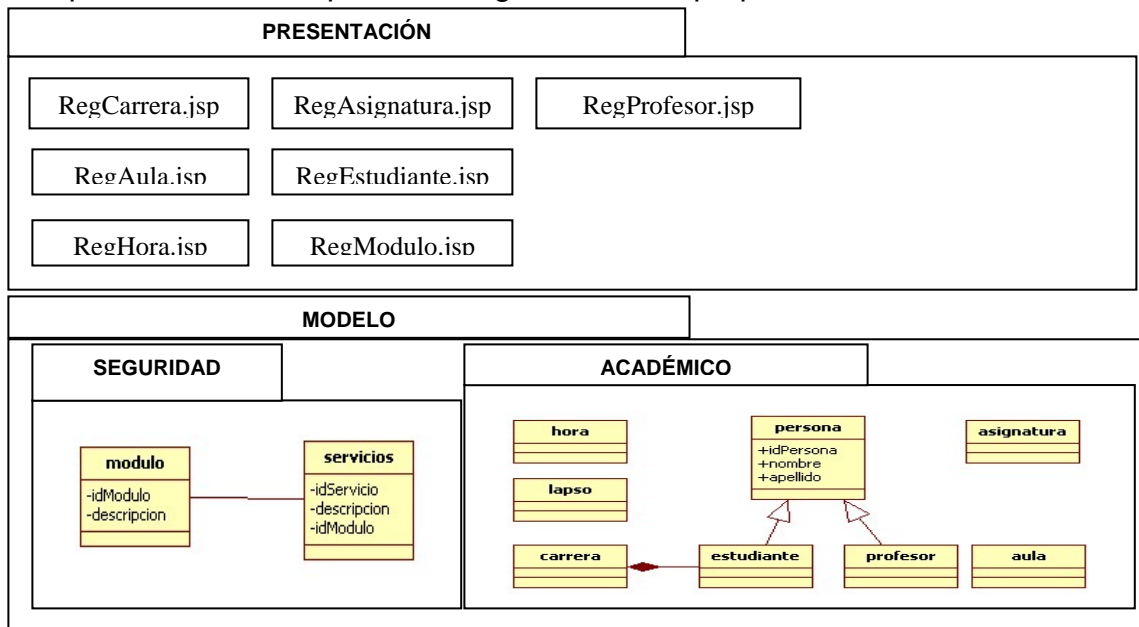 PRESENTACIÓN
RegCarrera.jsp RegAsignatura.jsp RegProfesor.jsp
RegAula.jsp RegEstudiante.jsp
RegHora.jsp RegModulo.jsp
MODELO
SEGURIDAD
modulo
-idModulo
-descripcion
servicios
-idServicio
-descripcion
-idModulo
ACADÉMICO
hora
persona
+idPersona
+nombre
+apellido
asignatura
lapso
carrera
estudiante
profesor
aula